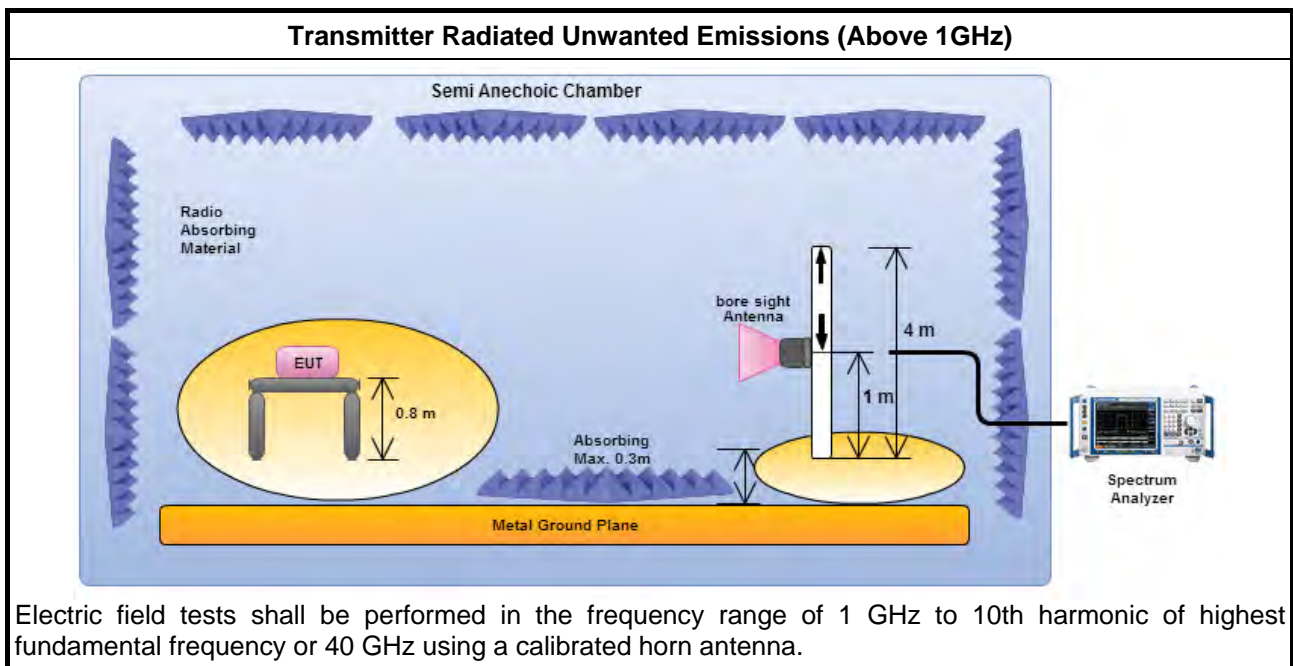 Transmitter Radiated Unwanted Emissions (Above 1GHz)
Semi Anechoic Chamber
Radio
Absorbing
Material
bore sight
Antenna
4 m
EUT
1 m
0.8 m
Absorbing
Max. 0.3m
Spectrum
Analyzer
Metal Ground Plane
Electric field tests shall be performed in the frequency range of 1 GHz to 10th harmonic of highest
fundamental frequency or 40 GHz using a calibrated horn antenna.